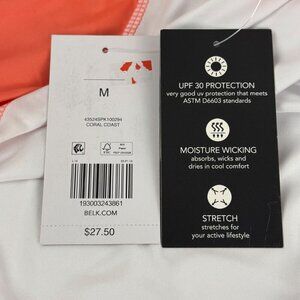 M
43524SPK100294
CORAL COAST
193003243861
BELK.COM
$27.50
UPF 30 PROTECTION
very good uv protection that meets
ASTM D6603 standards
MOISTURE WICKING
absorbs, wicks and
dries in cool comfort
STRETCH
stretches for
your active lifestyle